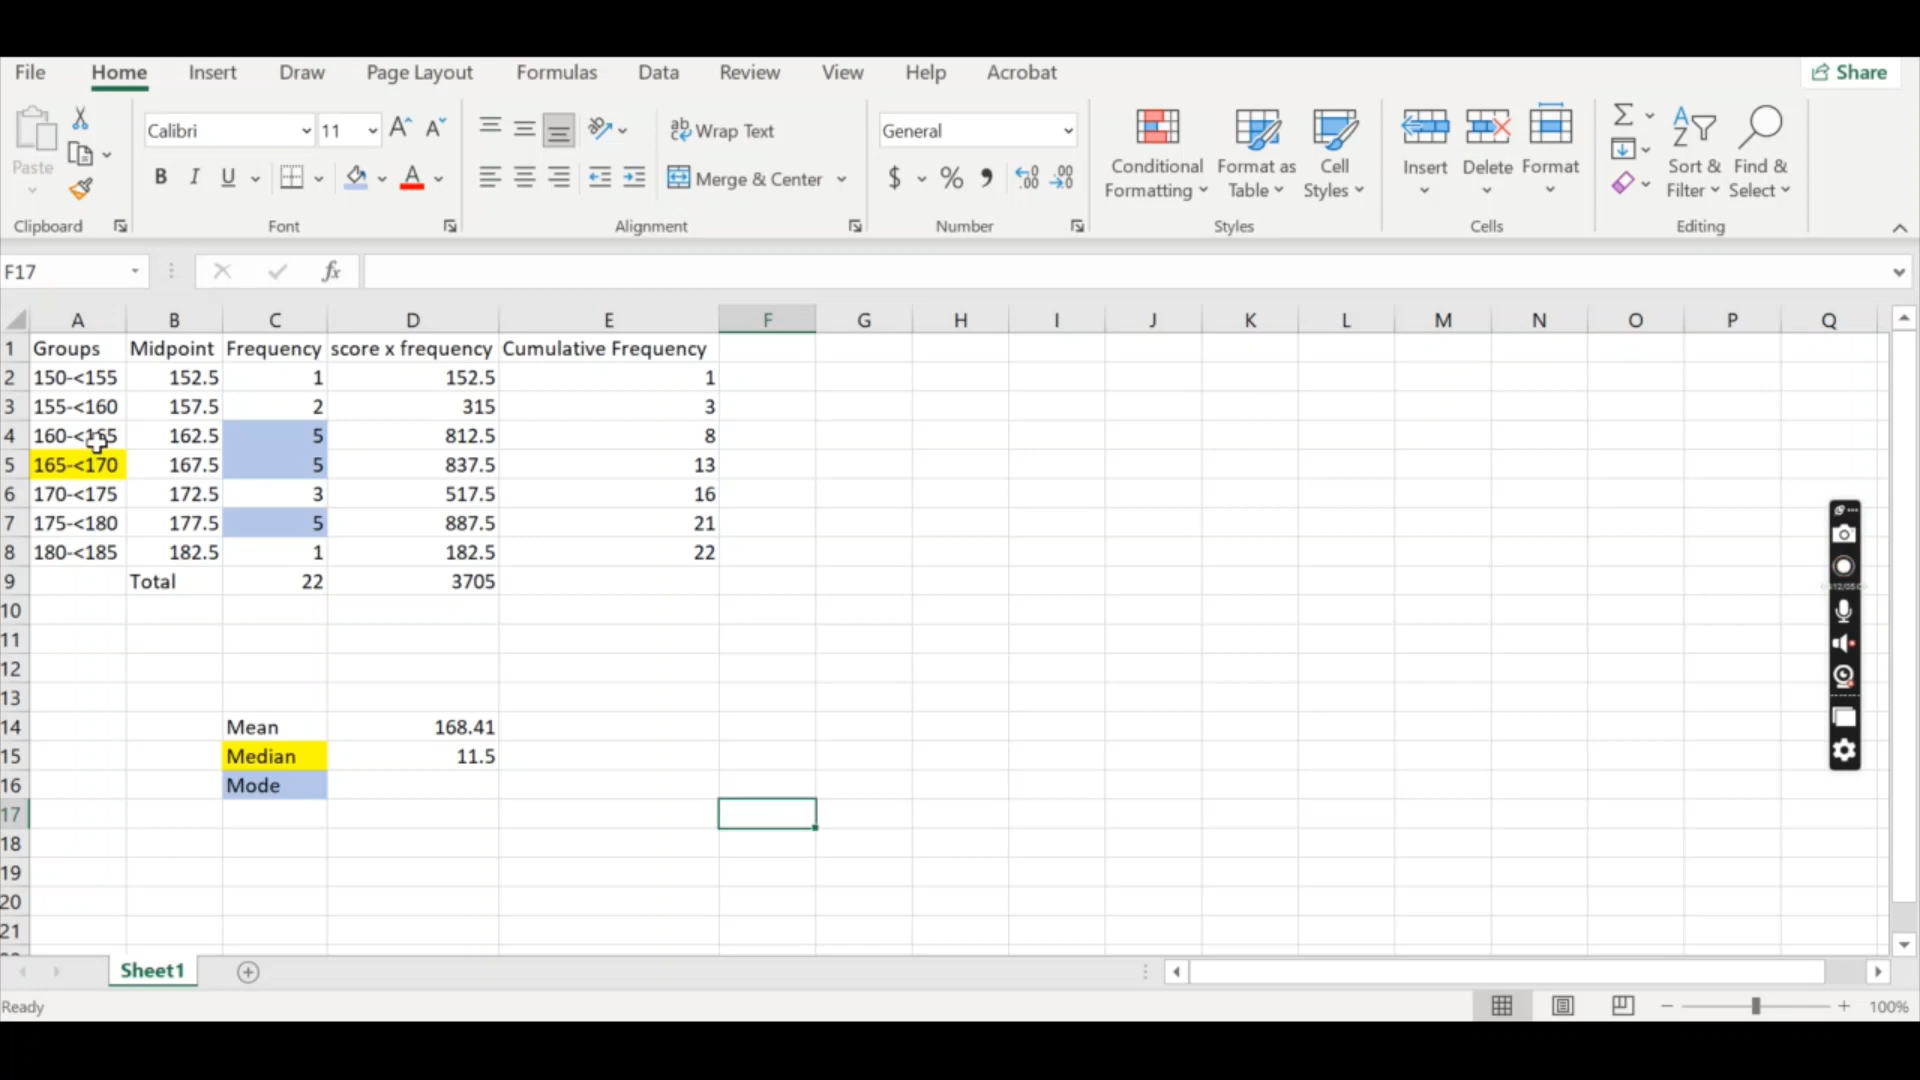 File Home Insert Draw Page Layout Formulas Data Review View Help Acrobat Share
Calibri 11 Wrap Text General
Paste B I U Merge & Center $ % Conditional Formatting Format as Table Cell Styles Insert Delete Format Sort & Filter Find & Select
Clipboard Font Alignment Number Styles Cells Editing
F17 fx
A B C D E F G H I J K L M N O P Q
1 Groups Midpoint Frequency score x frequency Cumulative Frequency
2 150-<155 152.5 1 152.5 1
3 155-<160 157.5 2 315 3
4 160-<165 162.5 5 812.5 8
5 165-<170 167.5 5 837.5 13
6 170-<175 172.5 3 517.5 16
7 175-<180 177.5 5 887.5 21
8 180-<185 182.5 1 182.5 22
9 Total 22 3705
10
11
12
13
14 Mean 168.41
15 Median 11.5
16 Mode
17
18
19
20
21
Sheet1
Ready 100%